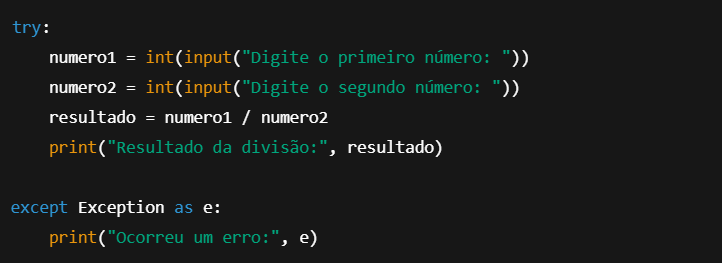 try:
    numero1 = int(input("Digite o primeiro número: "))
    numero2 = int(input("Digite o segundo número: "))
    resultado = numero1 / numero2
    print("Resultado da divisão:", resultado)
except Exception as e:
    print("Ocorreu um erro:", e)